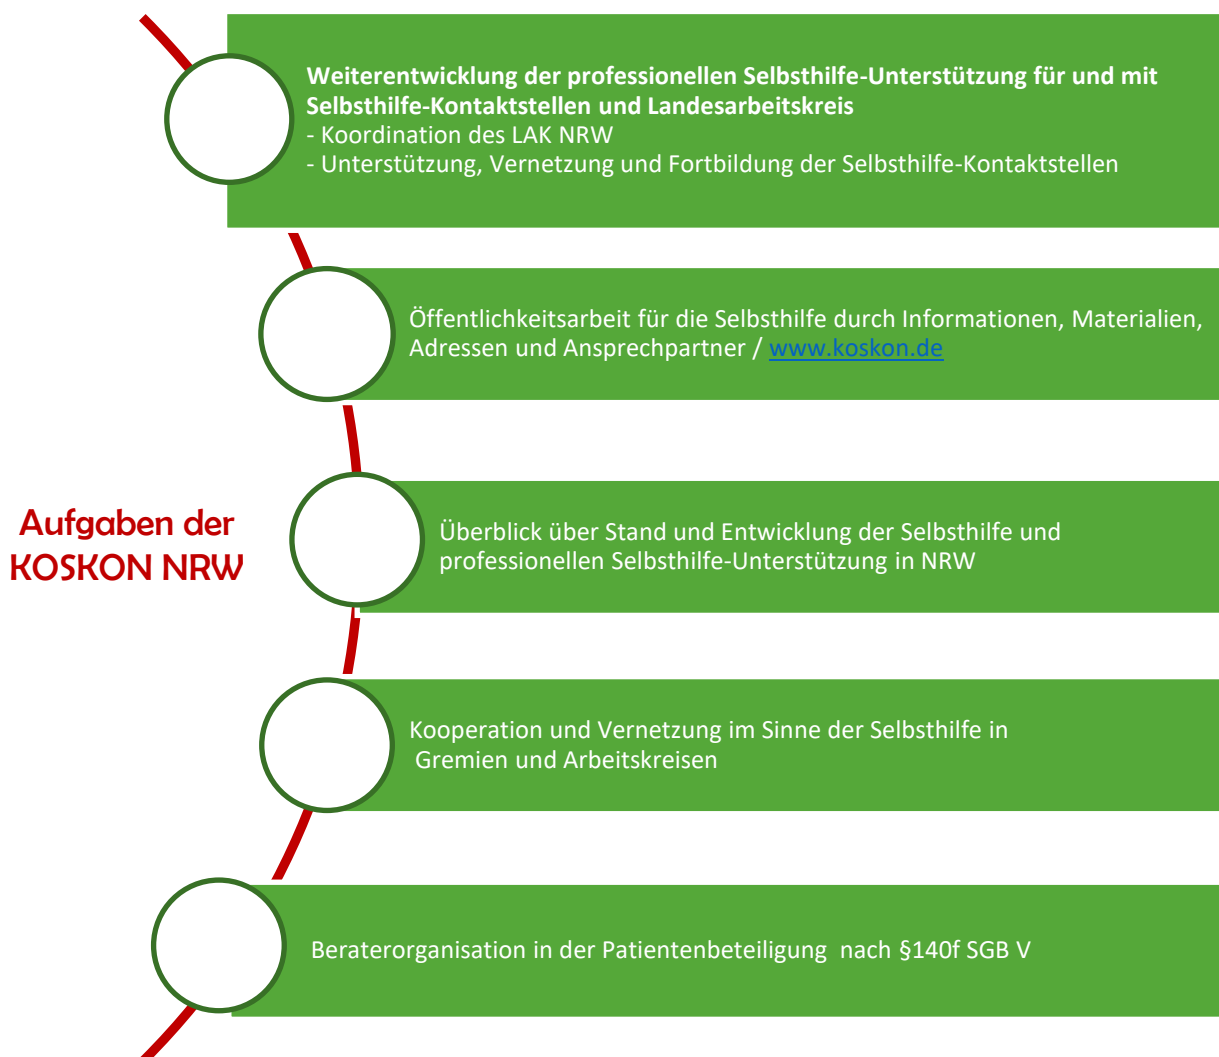 Weiterentwicklung der professionellen Selbsthilfe-Unterstützung für und mit
Selbsthilfe-Kontaktstellen und Landesarbeitskreis
- Koordination des LAK NRW
- Unterstützung, Vernetzung und Fortbildung der Selbsthilfe-Kontaktstellen
Öffentlichkeitsarbeit für die Selbsthilfe durch Informationen, Materialien,
Adressen und Ansprechpartner / www.koskon.de
Aufgaben der
KOSKON NRW
Überblick über Stand und Entwicklung der Selbsthilfe und
professionellen Selbsthilfe-Unterstützung in NRW
Kooperation und Vernetzung im Sinne der Selbsthilfe in
Gremien und Arbeitskreisen
Beraterorganisation in der Patientenbeteiligung nach §140f SGB V